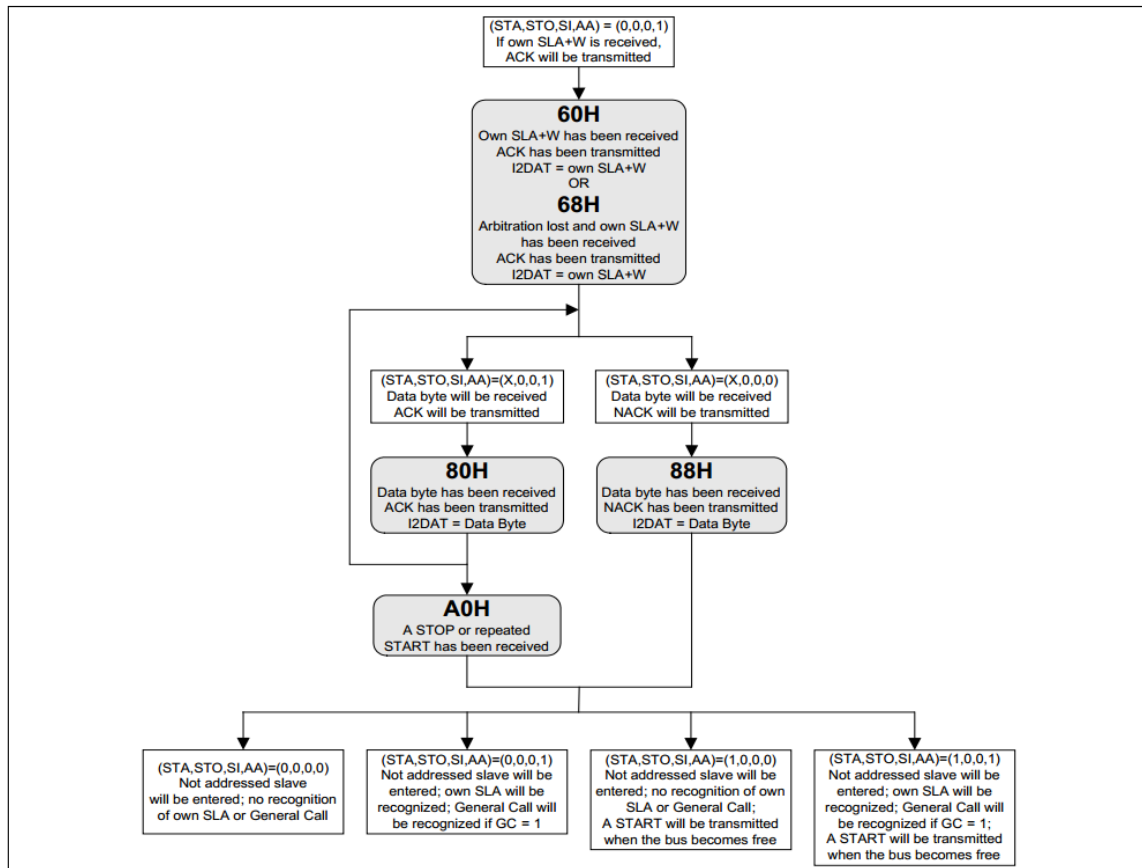 (STA,STO,SI,AA) = (0,0,0,1)
If own SLA+W is received,
ACK will be transmitted
60H
Own SLA+W has been received
ACK has been transmitted
I2DAT = own SLA+W
OR
68H
Arbitration lost and own SLA+W
has been received
ACK has been transmitted
I2DAT = own SLA+W
(STA,STO,SI,AA)=(X,0,0,1)
Data byte will be received
ACK will be transmitted
(STA,STO,SI,AA)=(X,0,0,0)
Data byte will be received
NACK will be transmitted
80H
Data byte has been received
ACK has been transmitted
I2DAT = Data Byte
88H
Data byte has been received
NACK has been transmitted
I2DAT = Data Byte
A0H
A STOP or repeated
START has been received
(STA,STO,SI,AA)=(0,0,0,0)
Not addressed slave
will be entered; no recognition
of own SLA or General Call
(STA,STO,SI,AA)=(0,0,0,1)
Not addressed slave will be
entered; own SLA will be
recognized; General Call will
be recognized if GC = 1
(STA,STO,SI,AA)=(1,0,0,0)
Not addressed slave will be
entered; no recognition of own
SLA or General Call;
A START will be transmitted
when the bus becomes free
(STA,STO,SI,AA)=(1,0,0,1)
Not addressed slave will be
entered; own SLA will be
recognized; General Call will
be recognized if GC = 1;
A START will be transmitted
when the bus becomes free